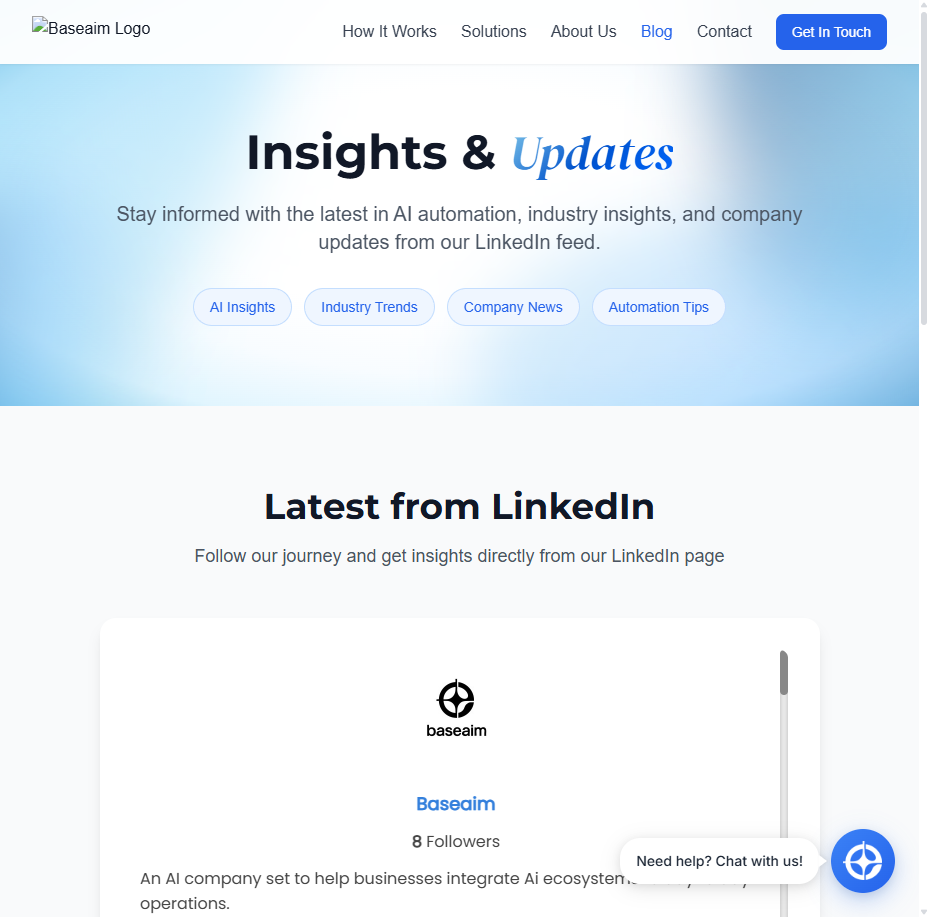 Baseaim Logo
How It Works
Solutions
About Us
Blog
Contact
Get In Touch
Insights & Updates
Stay informed with the latest in AI automation, industry insights, and company
updates from our LinkedIn feed.
AI Insights
Industry Trends
Company News
Automation Tips
Latest from LinkedIn
Follow our journey and get insights directly from our LinkedIn page
baseaim
Baseaim
8 Followers
An AI company set to help businesses integrate Ai ecosystems
operations.
Need help? Chat with us!